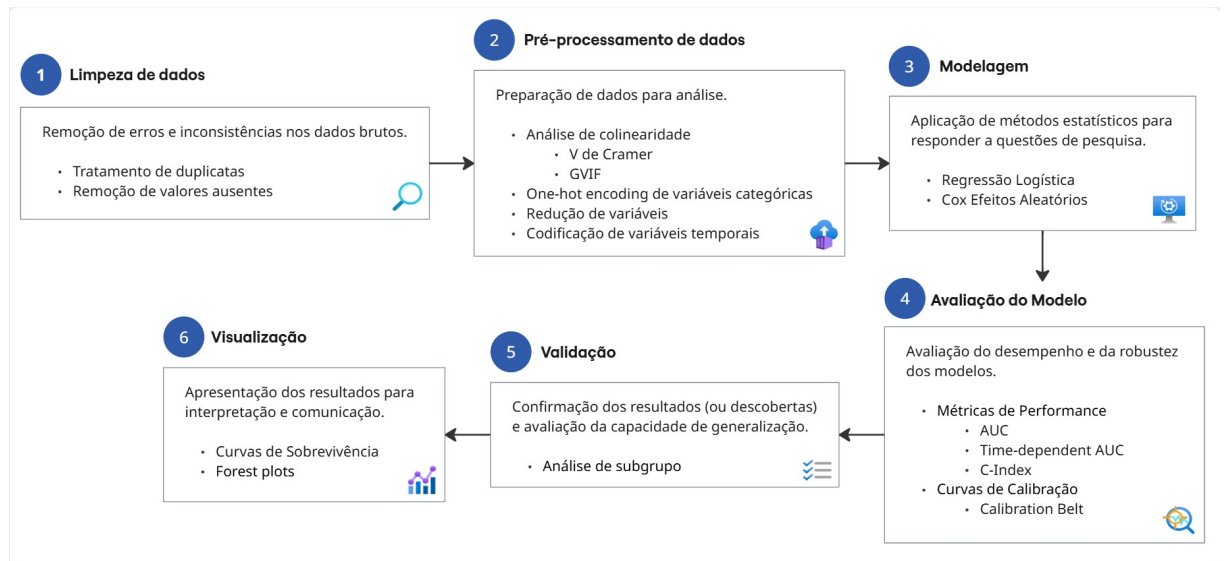 1 Limpeza de dados
Remoção de erros e inconsistências nos dados brutos.
• Tratamento de duplicatas
• Remoção de valores ausentes
2 Pré-processamento de dados
Preparação de dados para análise.
• Análise de colinearidade
• V de Cramer
• GVIF
• One-hot encoding de variáveis categóricas
• Redução de variáveis
• Codificação de variáveis temporais
3 Modelagem
Aplicação de métodos estatísticos para
responder a questões de pesquisa.
• Regressão Logística
• Cox Efeitos Aleatórios
4 Avaliação do Modelo
Avaliação do desempenho e da robustez
dos modelos.
• Métricas de Performance
• AUC
• Time-dependent AUC
• C-Index
• Curvas de Calibração
• Calibration Belt
5 Validação
Confirmação dos resultados (ou descobertas)
e avaliação da capacidade de generalização.
• Análise de subgrupo
6 Visualização
Apresentação dos resultados para
interpretação e comunicação.
• Curvas de Sobrevivência
• Forest plots